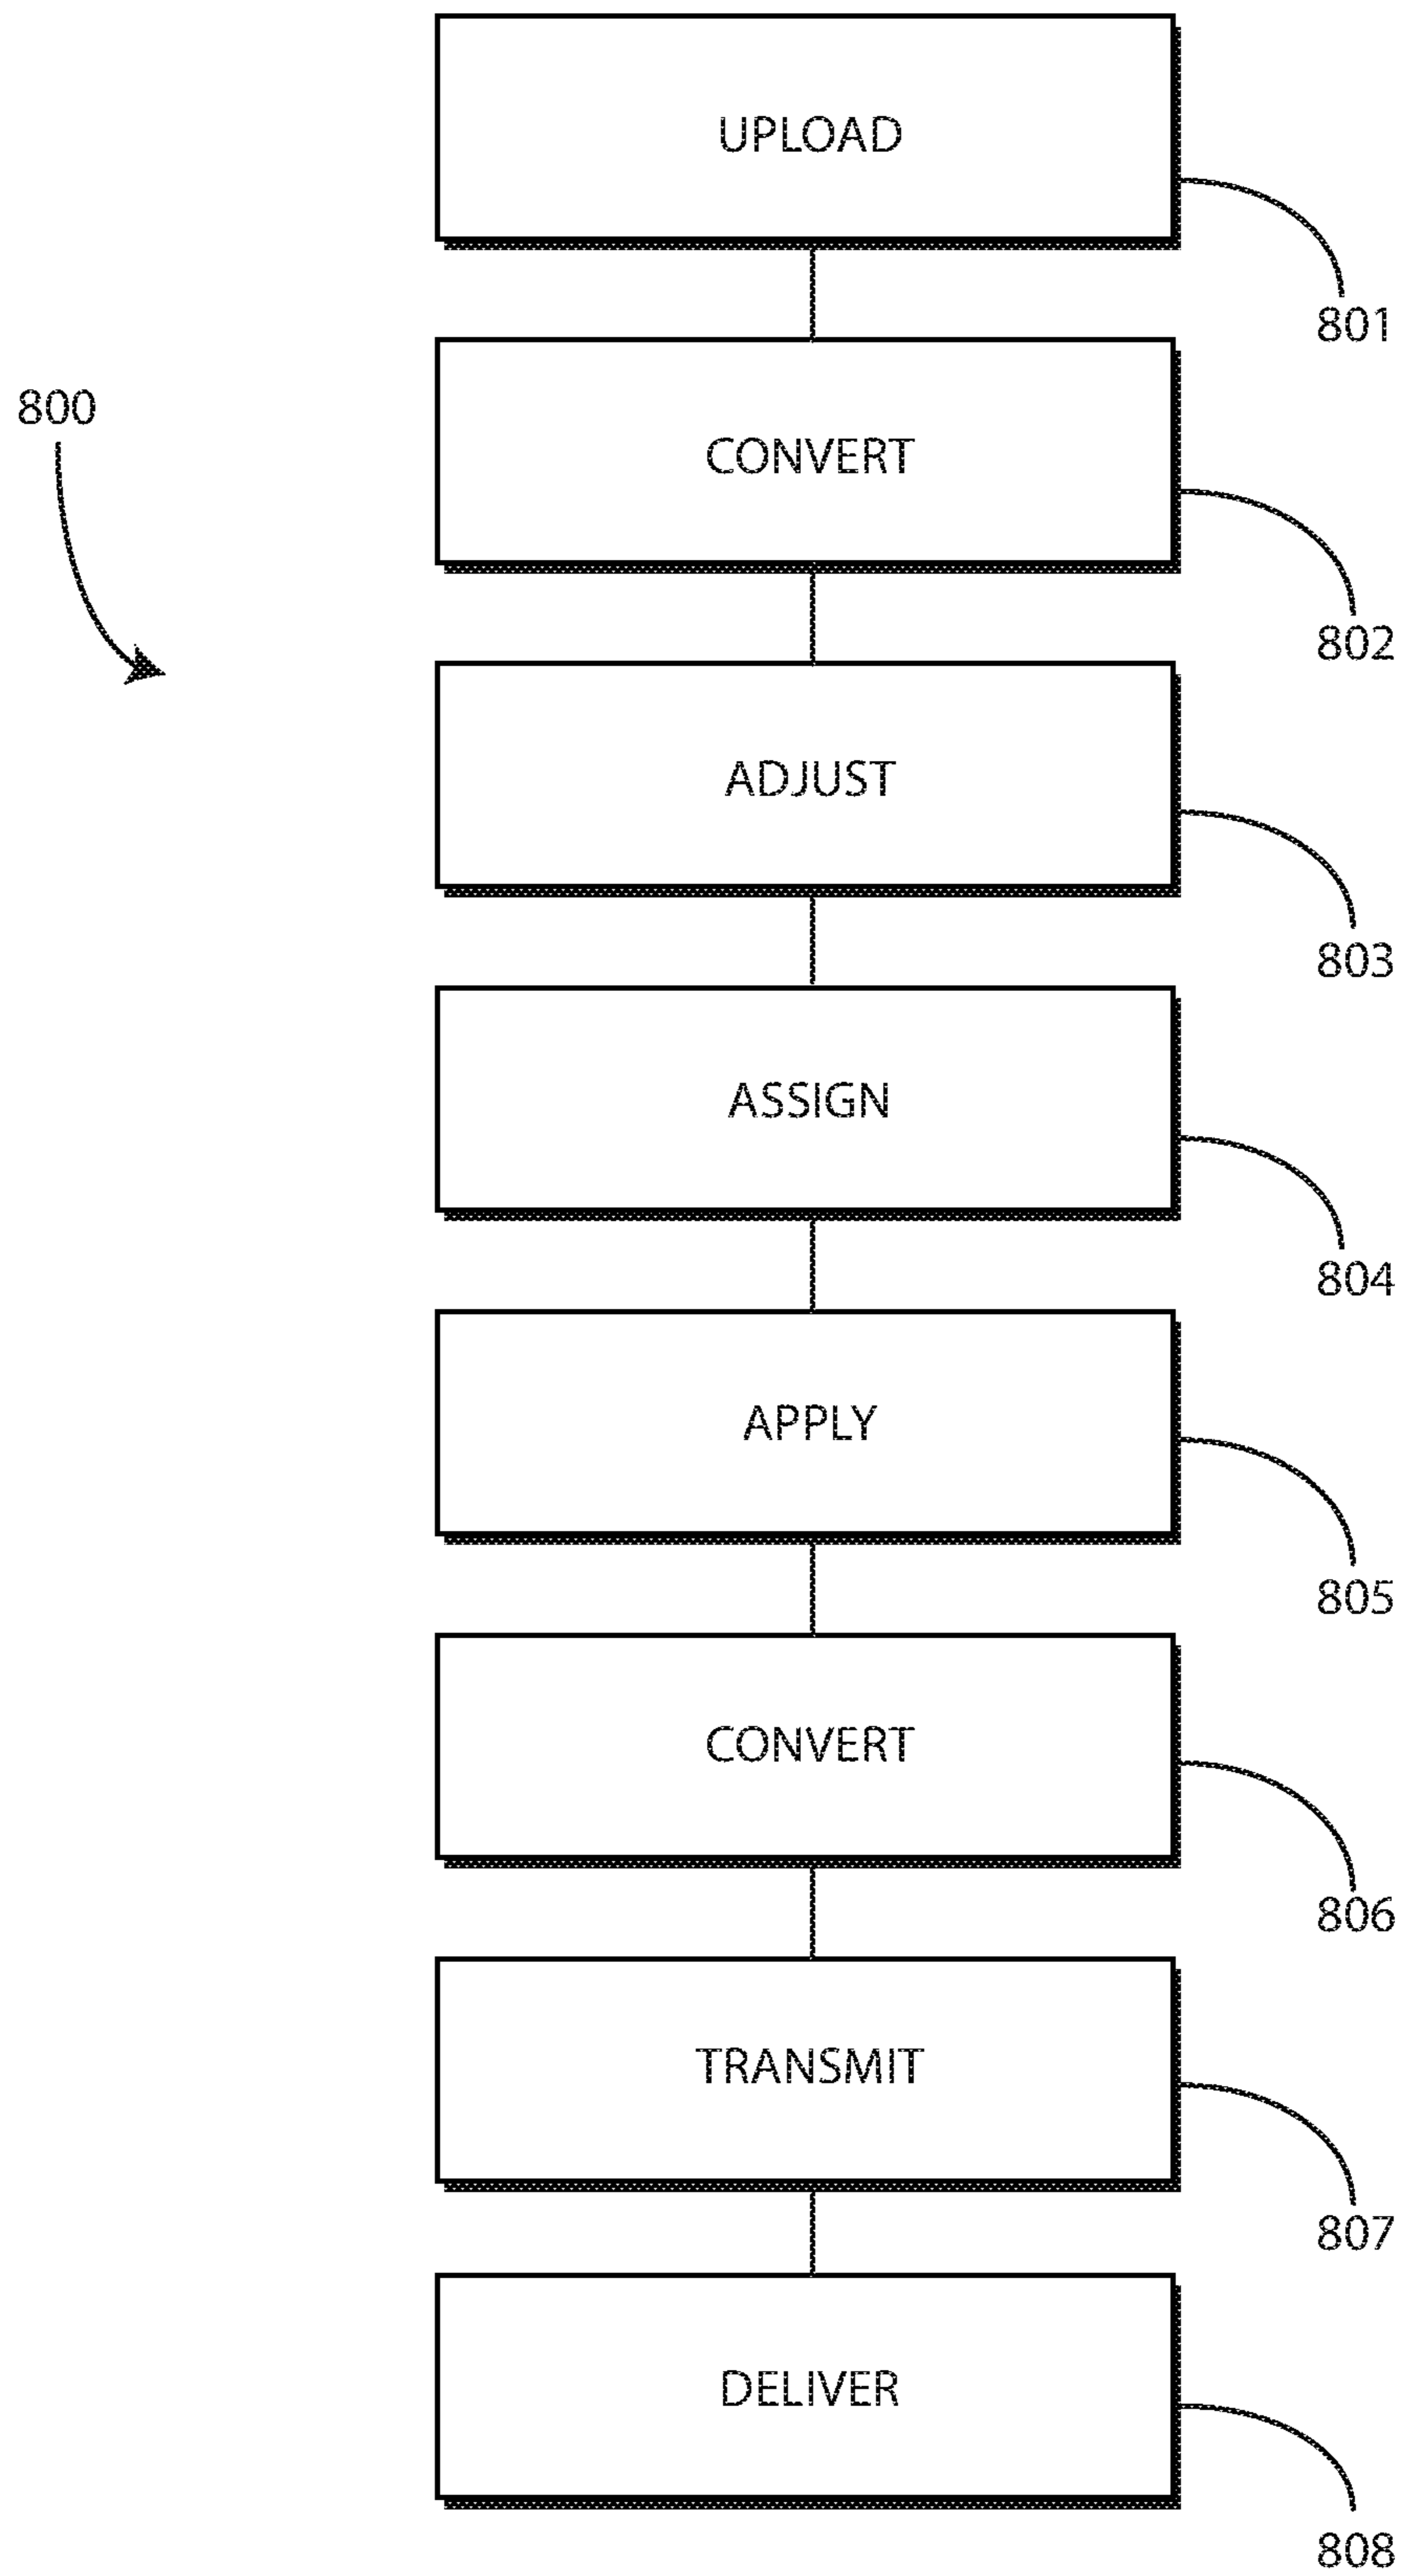 UPLOAD
801
800
CONVERT
802
ADJUST
803
ASSIGN
804
APPLY
805
CONVERT
806
TRANSMIT
807
DELIVER
808